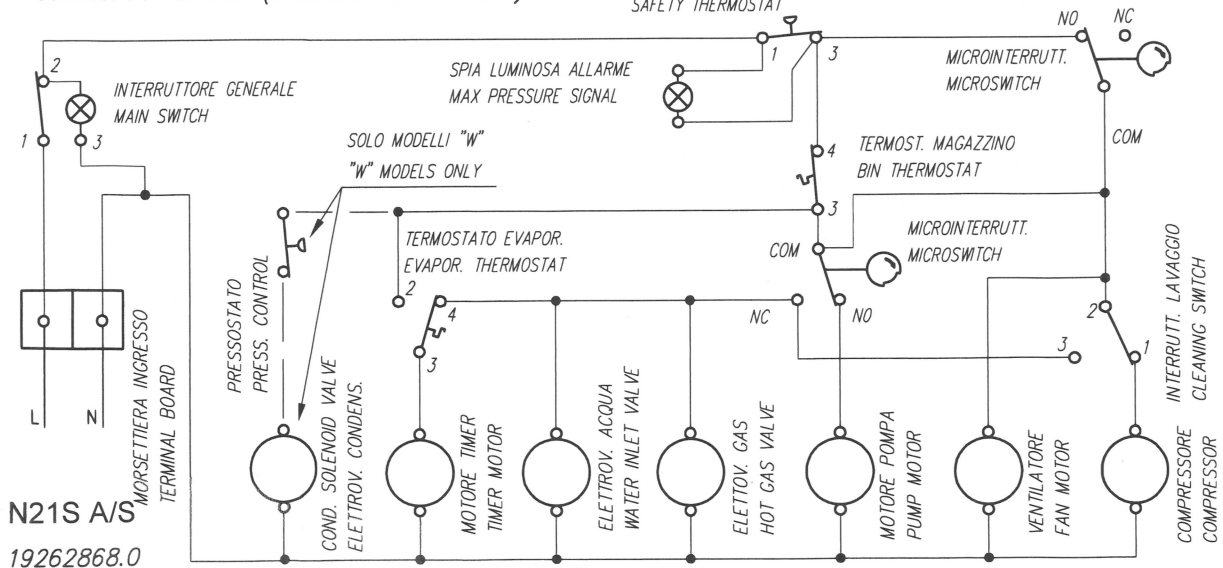 SAFETY THERMOSTAT
NO
NC
1
3
2
INTERRUTTORE GENERALE
MAIN SWITCH
SPIA LUMINOSA ALLARME
MAX PRESSURE SIGNAL
MICROINTERRUTT.
MICROSWITCH
1
3
SOLO MODELLI "W"
"W" MODELS ONLY
4
TERMOST. MAGAZZINO
BIN THERMOSTAT
COM
3
TERMOSTATO EVAPOR.
EVAPOR. THERMOSTAT
COM
MICROINTERRUTT.
MICROSWITCH
2
4
NC
NO
2
3
3
1
PRESSOSTATO
PRESS. CONTROL
INTERRUTT. LAVAGGIO
CLEANING SWITCH
L
N
MORSETTIERA INGRESSO
TERMINAL BOARD
COND. SOLENOID VALVE
ELETTROV. CONDENS.
MOTORE TIMER
TIMER MOTOR
ELETTROV. ACQUA
WATER INLET VALVE
ELETTOV. GAS
HOT GAS VALVE
MOTORE POMPA
PUMP MOTOR
VENTILATORE
FAN MOTOR
COMPRESSORE
COMPRESSOR
N21S A/S
19262868.0